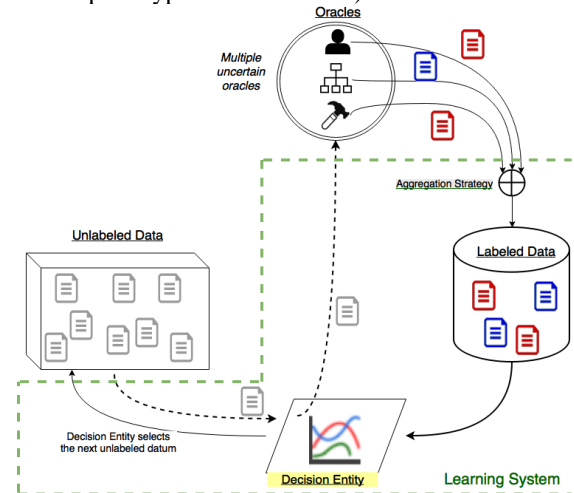 Oracles
Multiple
uncertain
oracles
Aggregation Strategy
Unlabeled Data
Labeled Data
Decision Entity selects
the next unlabeled datum
Decision Entity
Learning System